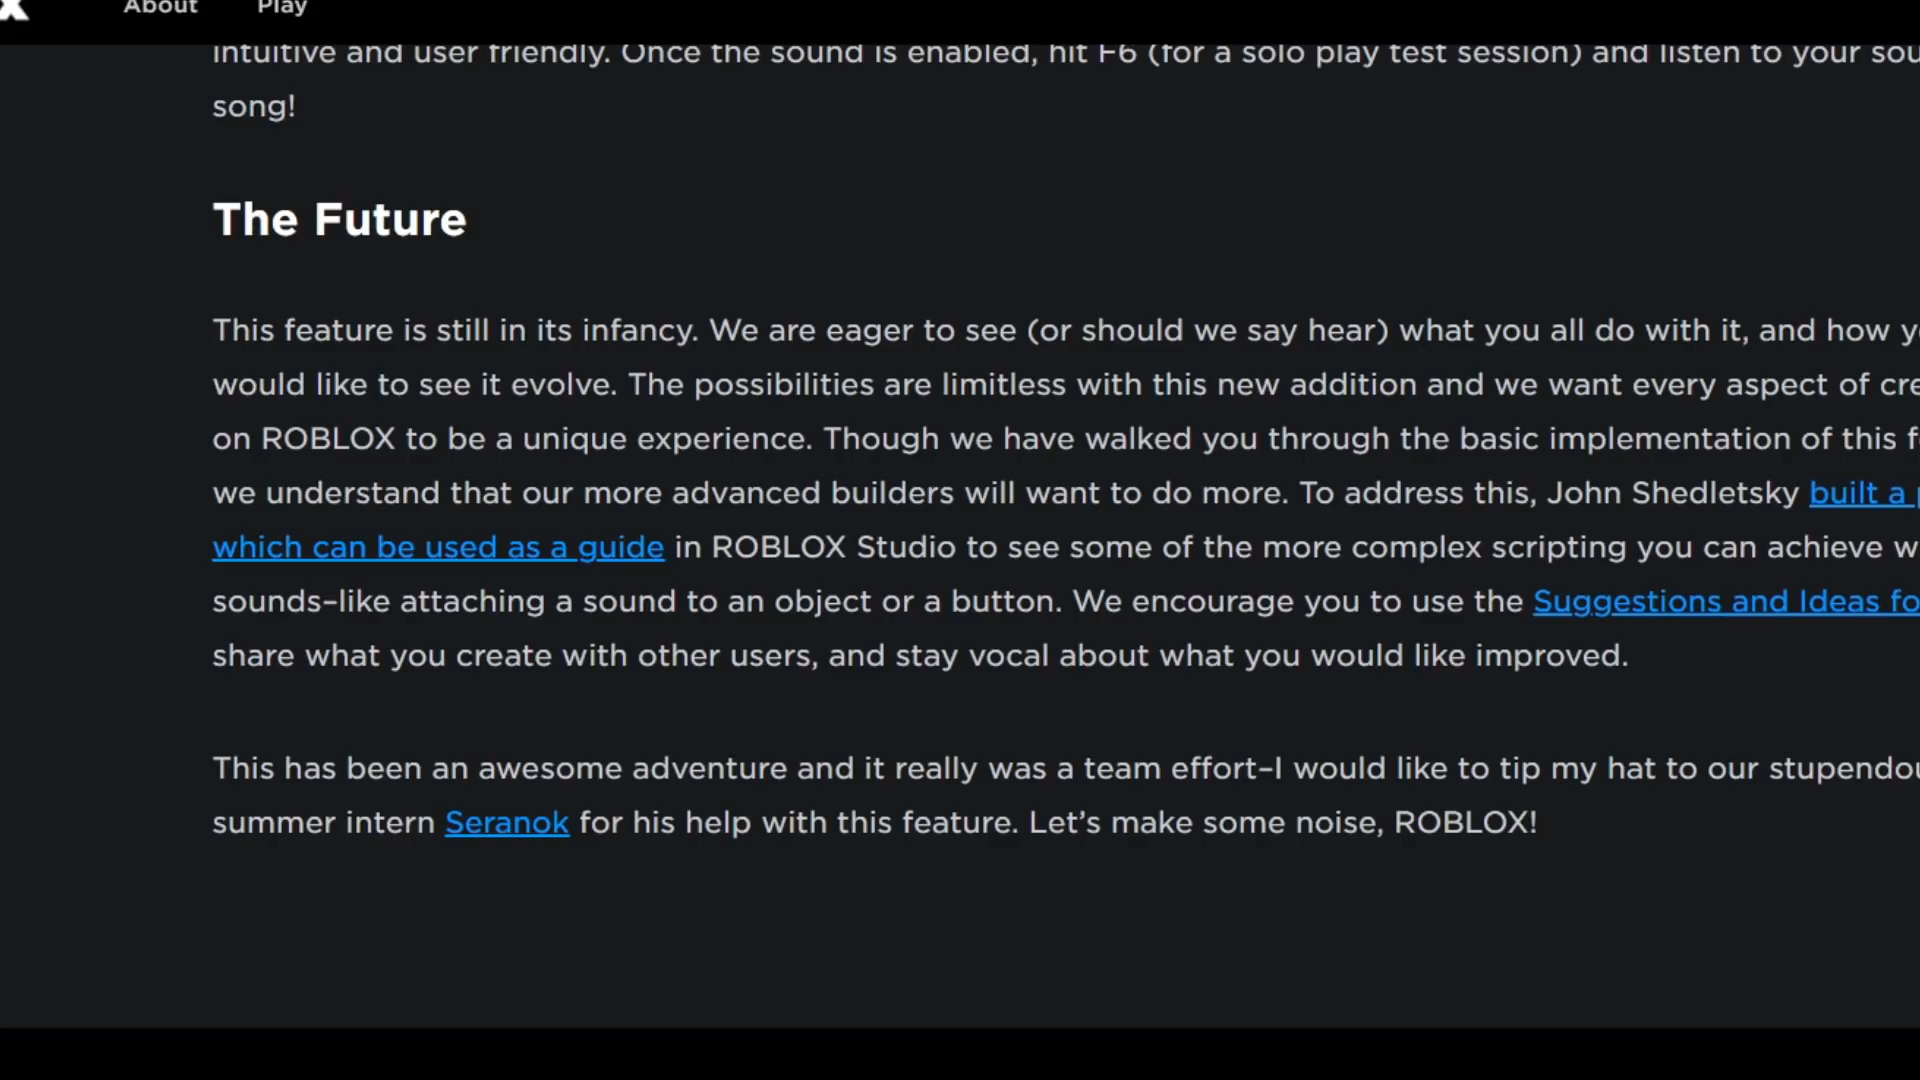 About Play
intuitive and user friendly. Once the sound is enabled, hit F6 (for a solo play test session) and listen to your
song!
The Future
This feature is still in its infancy. We are eager to see (or should we say hear) what you all do with it, and how
would like to see it evolve. The possibilities are limitless with this new addition and we want every aspect of
on ROBLOX to be a unique experience. Though we have walked you through the basic implementation of this
we understand that our more advanced builders will want to do more. To address this, John Shedletsky built a
which can be used as a guide in ROBLOX Studio to see some of the more complex scripting you can achieve
sounds–like attaching a sound to an object or a button. We encourage you to use the Suggestions and Ideas
share what you create with other users, and stay vocal about what you would like improved.
This has been an awesome adventure and it really was a team effort–I would like to tip my hat to our
summer intern Seranok for his help with this feature. Let’s make some noise, ROBLOX!